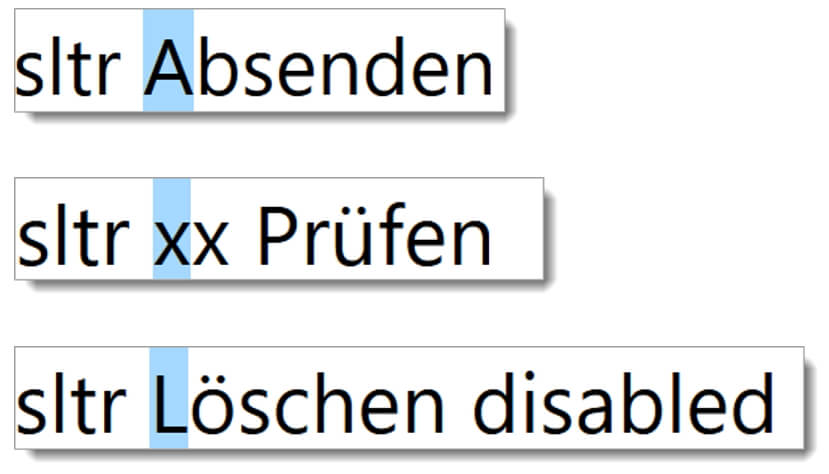 sltr Absenden
sltr xx Prüfen
sltr Löschen disabled